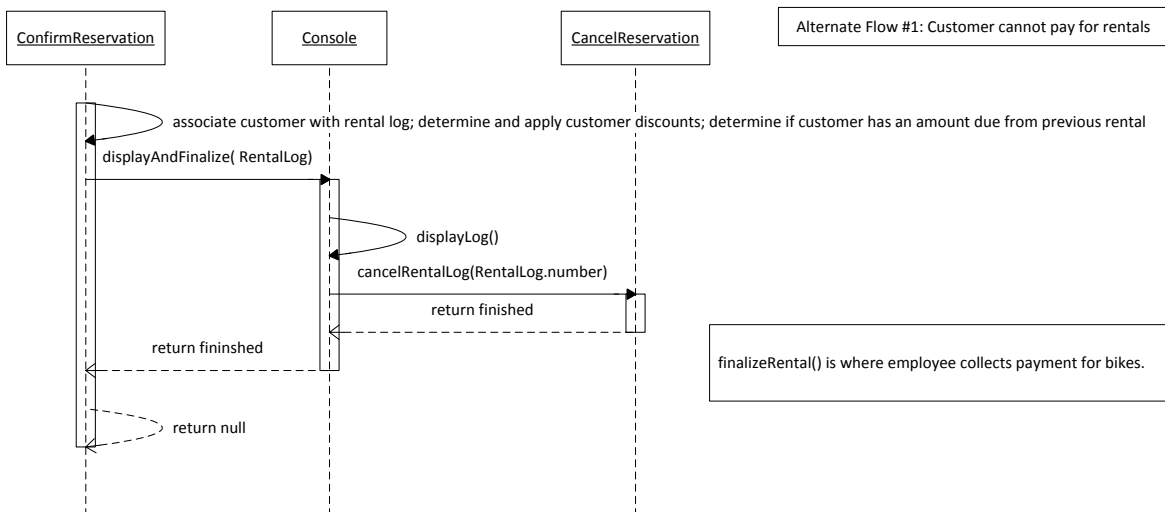 ConfirmReservation
Console
CancelReservation
Alternate Flow #1: Customer cannot pay for rentals
associate customer with rental log; determine and apply customer discounts; determine if customer has an amount due from previous rental
displayAndFinalize( RentalLog)
displayLog()
cancelRentalLog(RentalLog.number)
return finished
return fininshed
finalizeRental() is where employee collects payment for bikes.
return null